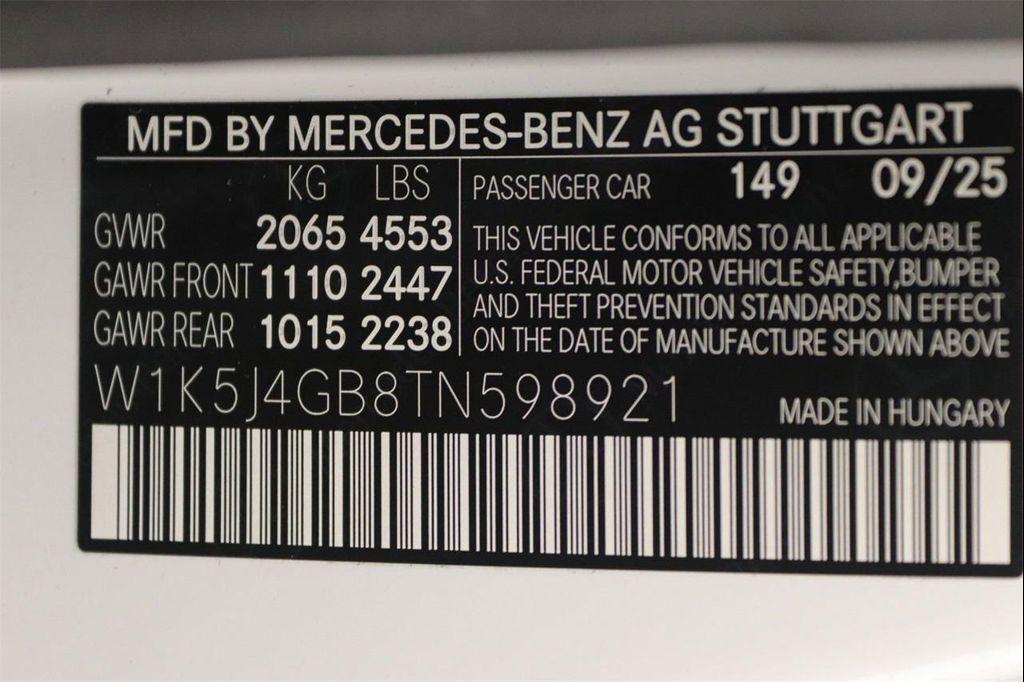 MFD BY MERCEDES-BENZ AG STUTTGART
KG LBS
GVWR 2065 4553
GAWR FRONT 1110 2447
GAWR REAR 1015 2238
PASSENGER CAR 149 09/25
THIS VEHICLE CONFORMS TO ALL APPLICABLE
U.S. FEDERAL MOTOR VEHICLE SAFETY,BUMPER
AND THEFT PREVENTION STANDARDS IN EFFECT
ON THE DATE OF MANUFACTURE SHOWN ABOVE
W1K5J4GB8TN598921
MADE IN HUNGARY